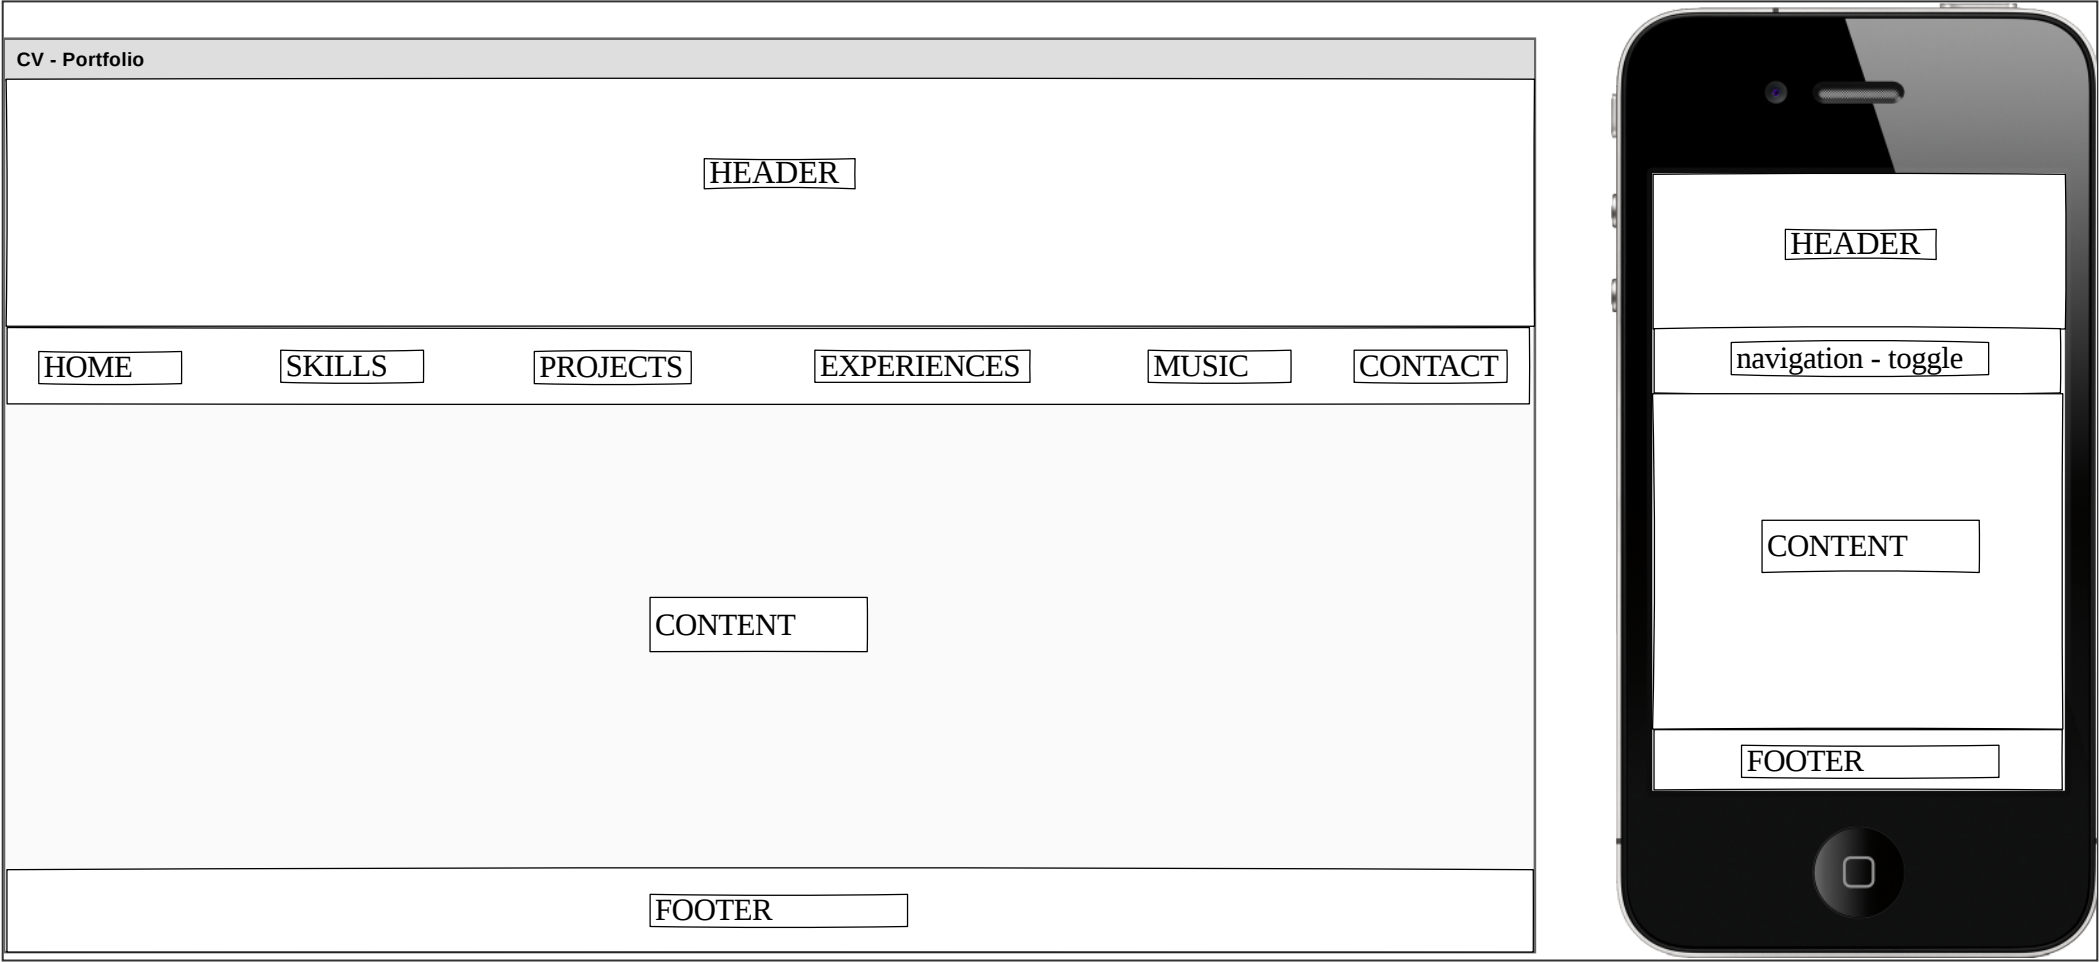 CV - Portfolio
HEADER
HOME SKILLS PROJECTS EXPERIENCES MUSIC CONTACT
CONTENT
FOOTER
HEADER
navigation - toggle
CONTENT
FOOTER